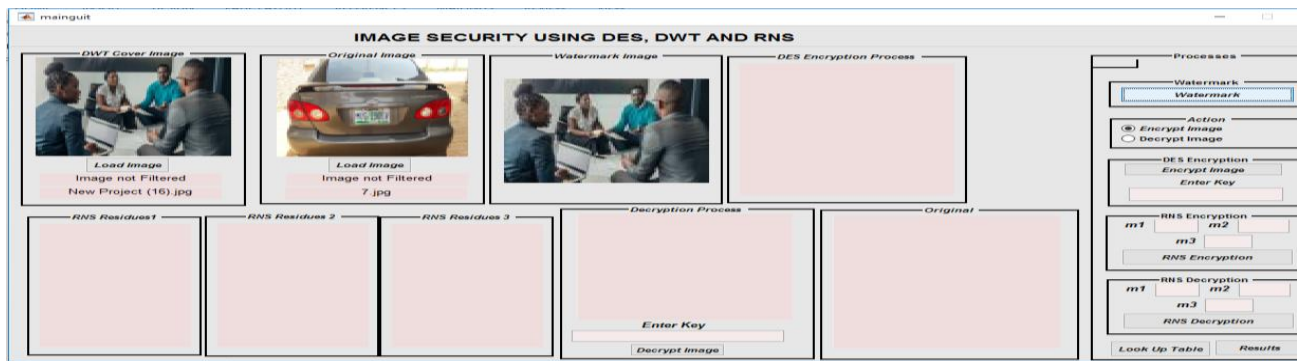 mainguit
IMAGE SECURITY USING DES, DWT AND RNS
DWT Cover Image
Load Image
Image not Filtered
New Project (16).jpg
Original Image
Load Image
Image not Filtered
7.jpg
Watermark Image
DES Encryption Process
RNS Residues1
RNS Residues 2
RNS Residues 3
Decryption Process
Enter Key
Decrypt Image
Original
Processes
Watermark
Watermark
Action
Encrypt Image
Decrypt Image
DES Encryption
Encrypt Image
Enter Key
RNS Encryption
m1 m2
m3
RNS Encryption
RNS Decryption
m1 m2
m3
RNS Decryption
Look Up Table Results